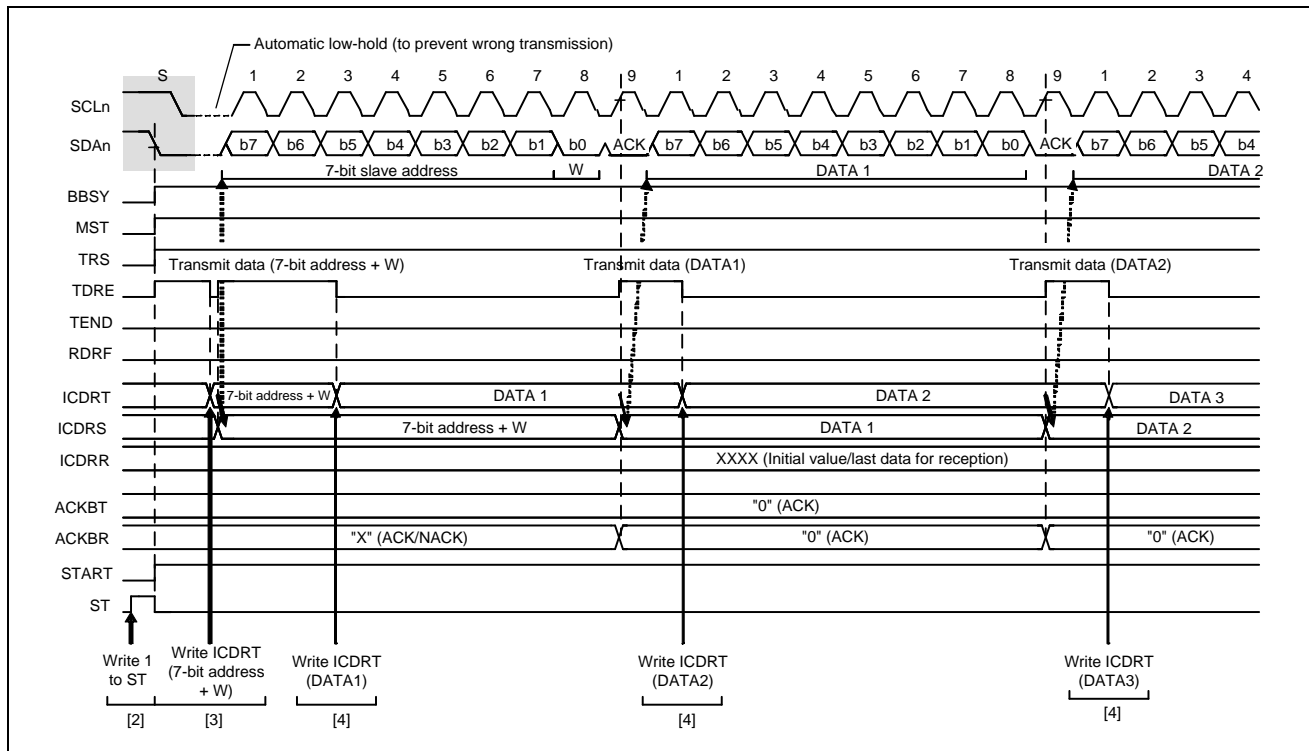 Automatic low-hold (to prevent wrong transmission)
S 1 2 3 4 5 6 7 8 9 1 2 3 4 5 6 7 8 9 1 2 3 4
SCLn
SDAn b7 b6 b5 b4 b3 b2 b1 b0 ACK b7 b6 b5 b4 b3 b2 b1 b0 ACK b7 b6 b5 b4
7-bit slave address W DATA 1 DATA 2
BBSY
MST
TRS
Transmit data (7-bit address + W) Transmit data (DATA1) Transmit data (DATA2)
TDRE
TEND
RDRF
ICDRT 7-bit address + W DATA 1 DATA 2 DATA 3
ICDRS 7-bit address + W DATA 1 DATA 2
ICDRR XXXX (Initial value/last data for reception)
ACKBT "0" (ACK)
ACKBR "X" (ACK/NACK) "0" (ACK) "0" (ACK)
START
ST
Write 1 Write ICDRT Write ICDRT Write ICDRT Write ICDRT
to ST (7-bit address (DATA1) (DATA2) (DATA3)
+ W)
[2] [3] [4] [4] [4]